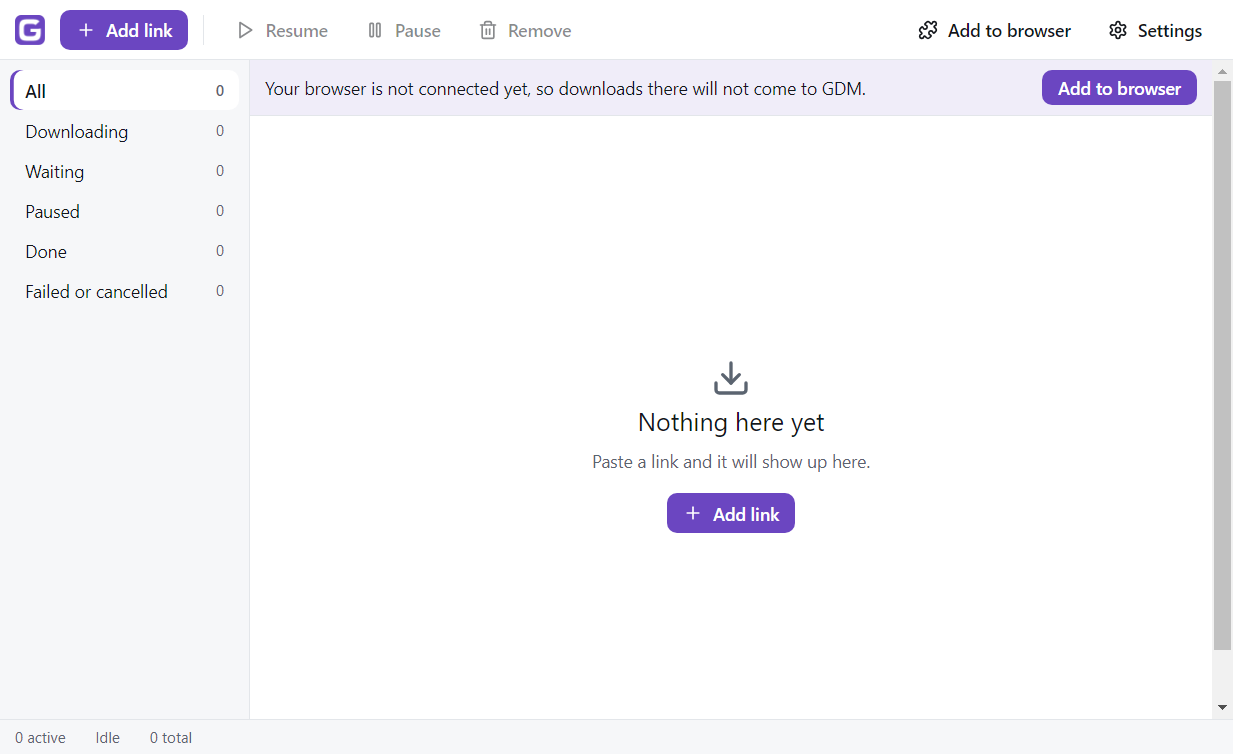 G
Add link
Resume
Pause
Remove
Add to browser
Settings
All 0
Downloading 0
Waiting 0
Paused 0
Done 0
Failed or cancelled 0
Your browser is not connected yet, so downloads there will not come to GDM.
Add to browser
Nothing here yet
Paste a link and it will show up here.
Add link
0 active
Idle
0 total